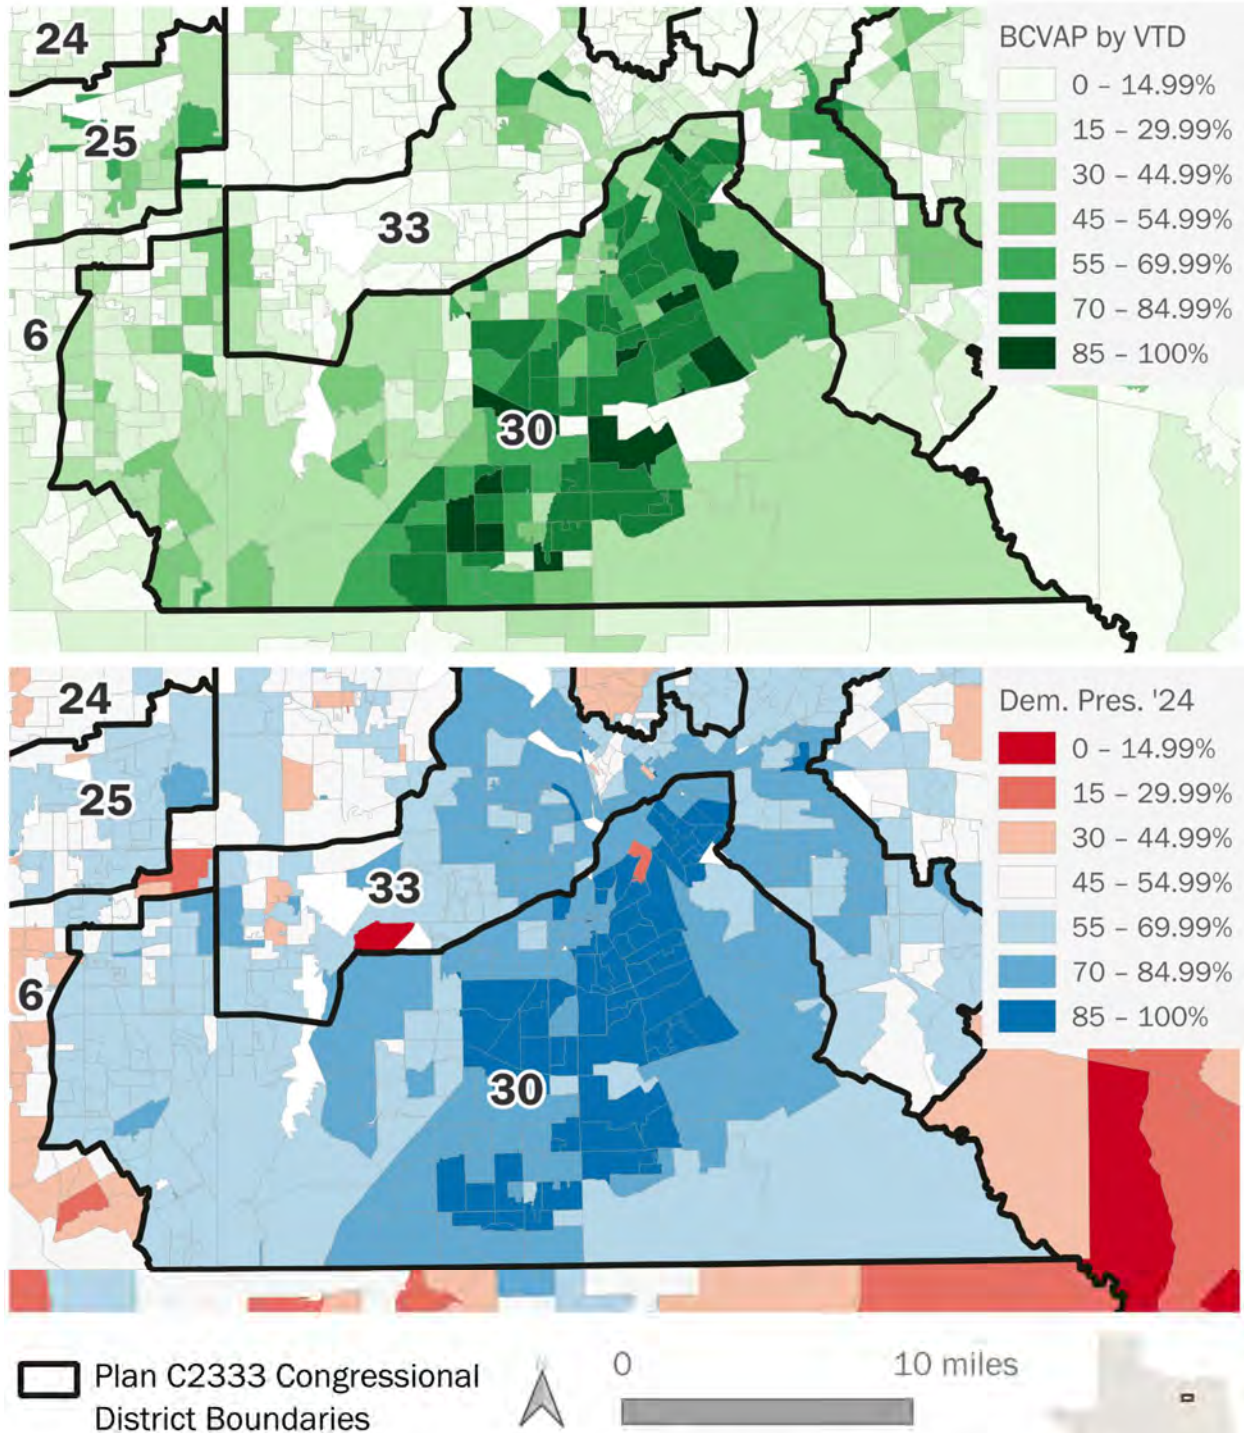 24
25
33
6
30
BCVAP by VTD
0 – 14.99%
15 – 29.99%
30 – 44.99%
45 – 54.99%
55 – 69.99%
70 – 84.99%
85 – 100%
24
25
33
6
30
Dem. Pres. '24
0 – 14.99%
15 – 29.99%
30 – 44.99%
45 – 54.99%
55 – 69.99%
70 – 84.99%
85 – 100%
Plan C2333 Congressional
District Boundaries
N
0 10 miles